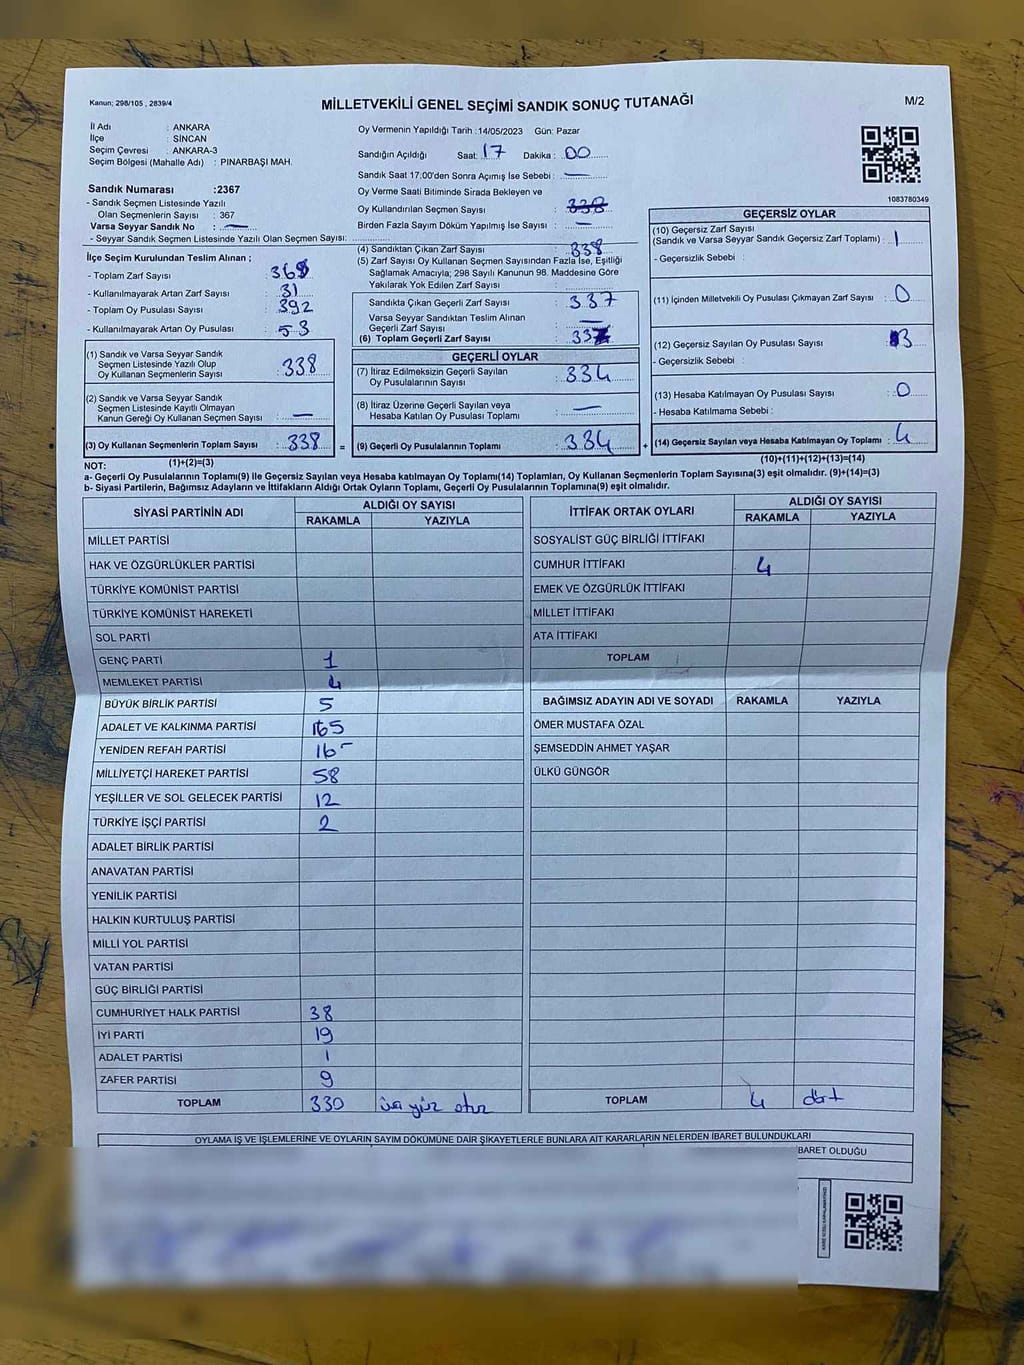 Kanun; 298/105 , 2839/4
MİLLETVEKİLİ GENEL SEÇİMİ SANDIK SONUÇ TUTANAĞI
M/2
İl Adı : ANKARA
İlçe : SİNCAN
Seçim Çevresi : ANKARA-3
Seçim Bölgesi (Mahalle Adı) : PINARBAŞI MAH.
Sandık Numarası :2367
- Sandık Seçmen Listesinde Yazılı
Olan Seçmenlerin Sayısı : 367
Varsa Seyyar Sandık No : —
- Seyyar Sandık Seçmen Listesinde Yazılı Olan Seçmen Sayısı:
Oy Vermenin Yapıldığı Tarih :14/05/2023 Gün: Pazar
Sandığın Açıldığı Saat: 17 Dakika : 00
Sandık Saat 17:00'den Sonra Açımış İse Sebebi : —
Oy Verme Saati Bitiminde Sırada Bekleyen ve
Oy Kullandırılan Seçmen Sayısı : 338
Birden Fazla Sayım Döküm Yapılmış İse Sayısı : —
1083780349
İlçe Seçim Kurulundan Teslim Alınan ;
- Toplam Zarf Sayısı : 368
- Kullanılmayarak Artan Zarf Sayısı : 31
- Toplam Oy Pusulası Sayısı : 392
- Kullanılmayarak Artan Oy Pusulası : 53
(4) Sandıktan Çıkan Zarf Sayısı : 338
(5) Zarf Sayısı Oy Kullanan Seçmen Sayısından Fazla İse, Eşitliği
Sağlamak Amacıyla; 298 Sayılı Kanunun 98. Maddesine Göre
Yakılarak Yok Edilen Zarf Sayısı :
Sandıkta Çıkan Geçerli Zarf Sayısı : 337
Varsa Seyyar Sandıktan Teslim Alınan
Geçerli Zarf Sayısı : —
(6) Toplam Geçerli Zarf Sayısı : 337
GEÇERSİZ OYLAR
(10) Geçersiz Zarf Sayısı
(Sandık ve Varsa Seyyar Sandık Geçersiz Zarf Toplamı) : 1
- Geçersizlik Sebebi :
(11) İçinden Milletvekili Oy Pusulası Çıkmayan Zarf Sayısı : 0
(12) Geçersiz Sayılan Oy Pusulası Sayısı : 3
- Geçersizlik Sebebi :
(13) Hesaba Katılmayan Oy Pusulası Sayısı : 0
- Hesaba Katılmama Sebebi :
(14) Geçersiz Sayılan veya Hesaba Katılmayan Oy Toplamı : 4
(1) Sandık ve Varsa Seyyar Sandık
Seçmen Listesinde Yazılı Olup
Oy Kullanan Seçmenlerin Sayısı : 338
(2) Sandık ve Varsa Seyyar Sandık
Seçmen Listesinde Kayıtlı Olmayan
Kanun Gereği Oy Kullanan Seçmen Sayısı : —
(3) Oy Kullanan Seçmenlerin Toplam Sayısı : 338 =
GEÇERLİ OYLAR
(7) İtiraz Edilmeksizin Geçerli Sayılan
Oy Pusulalarının Sayısı : 334
(8) İtiraz Üzerine Geçerli Sayılan veya
Hesaba Katılan Oy Pusulası Toplamı : —
(9) Geçerli Oy Pusulalarının Toplamı : 334 +
NOT: (1)+(2)=(3) (10)+(11)+(12)+(13)=(14)
a- Geçerli Oy Pusulalarının Toplamı(9) ile Geçersiz Sayılan veya Hesaba katılmayan Oy Toplamı(14) Toplamları, Oy Kullanan Seçmenlerin Toplam Sayısına(3) eşit olmalıdır. (9)+(14)=(3)
b- Siyasi Partilerin, Bağımsız Adayların ve İttifakların Aldığı Ortak Oyların Toplamı, Geçerli Oy Pusulalarının Toplamına(9) eşit olmalıdır.
SİYASİ PARTİNİN ADI ALDIĞI OY SAYISI
RAKAMLA YAZIYLA
MİLLET PARTİSİ
HAK VE ÖZGÜRLÜKLER PARTİSİ
TÜRKİYE KOMÜNİST PARTİSİ
TÜRKİYE KOMÜNİST HAREKETİ
SOL PARTİ
GENÇ PARTİ 1
MEMLEKET PARTİSİ 4
BÜYÜK BİRLİK PARTİSİ 5
ADALET VE KALKINMA PARTİSİ 165
YENİDEN REFAH PARTİSİ 16
MİLLİYETÇİ HAREKET PARTİSİ 58
YEŞİLLER VE SOL GELECEK PARTİSİ 12
TÜRKİYE İŞÇİ PARTİSİ 2
ADALET BİRLİK PARTİSİ
ANAVATAN PARTİSİ
YENİLİK PARTİSİ
HALKIN KURTULUŞ PARTİSİ
MİLLİ YOL PARTİSİ
VATAN PARTİSİ
GÜÇ BİRLİĞİ PARTİSİ
CUMHURİYET HALK PARTİSİ 38
İYİ PARTİ 19
ADALET PARTİSİ 1
ZAFER PARTİSİ 9
TOPLAM 330 üç yüz otuz
İTTİFAK ORTAK OYLARI ALDIĞI OY SAYISI
RAKAMLA YAZIYLA
SOSYALİST GÜÇ BİRLİĞİ İTTİFAKI
CUMHUR İTTİFAKI 4
EMEK VE ÖZGÜRLÜK İTTİFAKI
MİLLET İTTİFAKI
ATA İTTİFAKI
TOPLAM
BAĞIMSIZ ADAYIN ADI VE SOYADI RAKAMLA YAZIYLA
ÖMER MUSTAFA ÖZAL
ŞEMSEDDİN AHMET YAŞAR
ÜLKÜ GÜNGÖR
TOPLAM 4 dört
OYLAMA İŞ VE İŞLEMLERİNE VE OYLARIN SAYIM DÖKÜMÜNE DAİR ŞİKAYETLERLE BUNLARA AİT KARARLARIN NELERDEN İBARET BULUNDUKLARI
BARET OLDUĞU